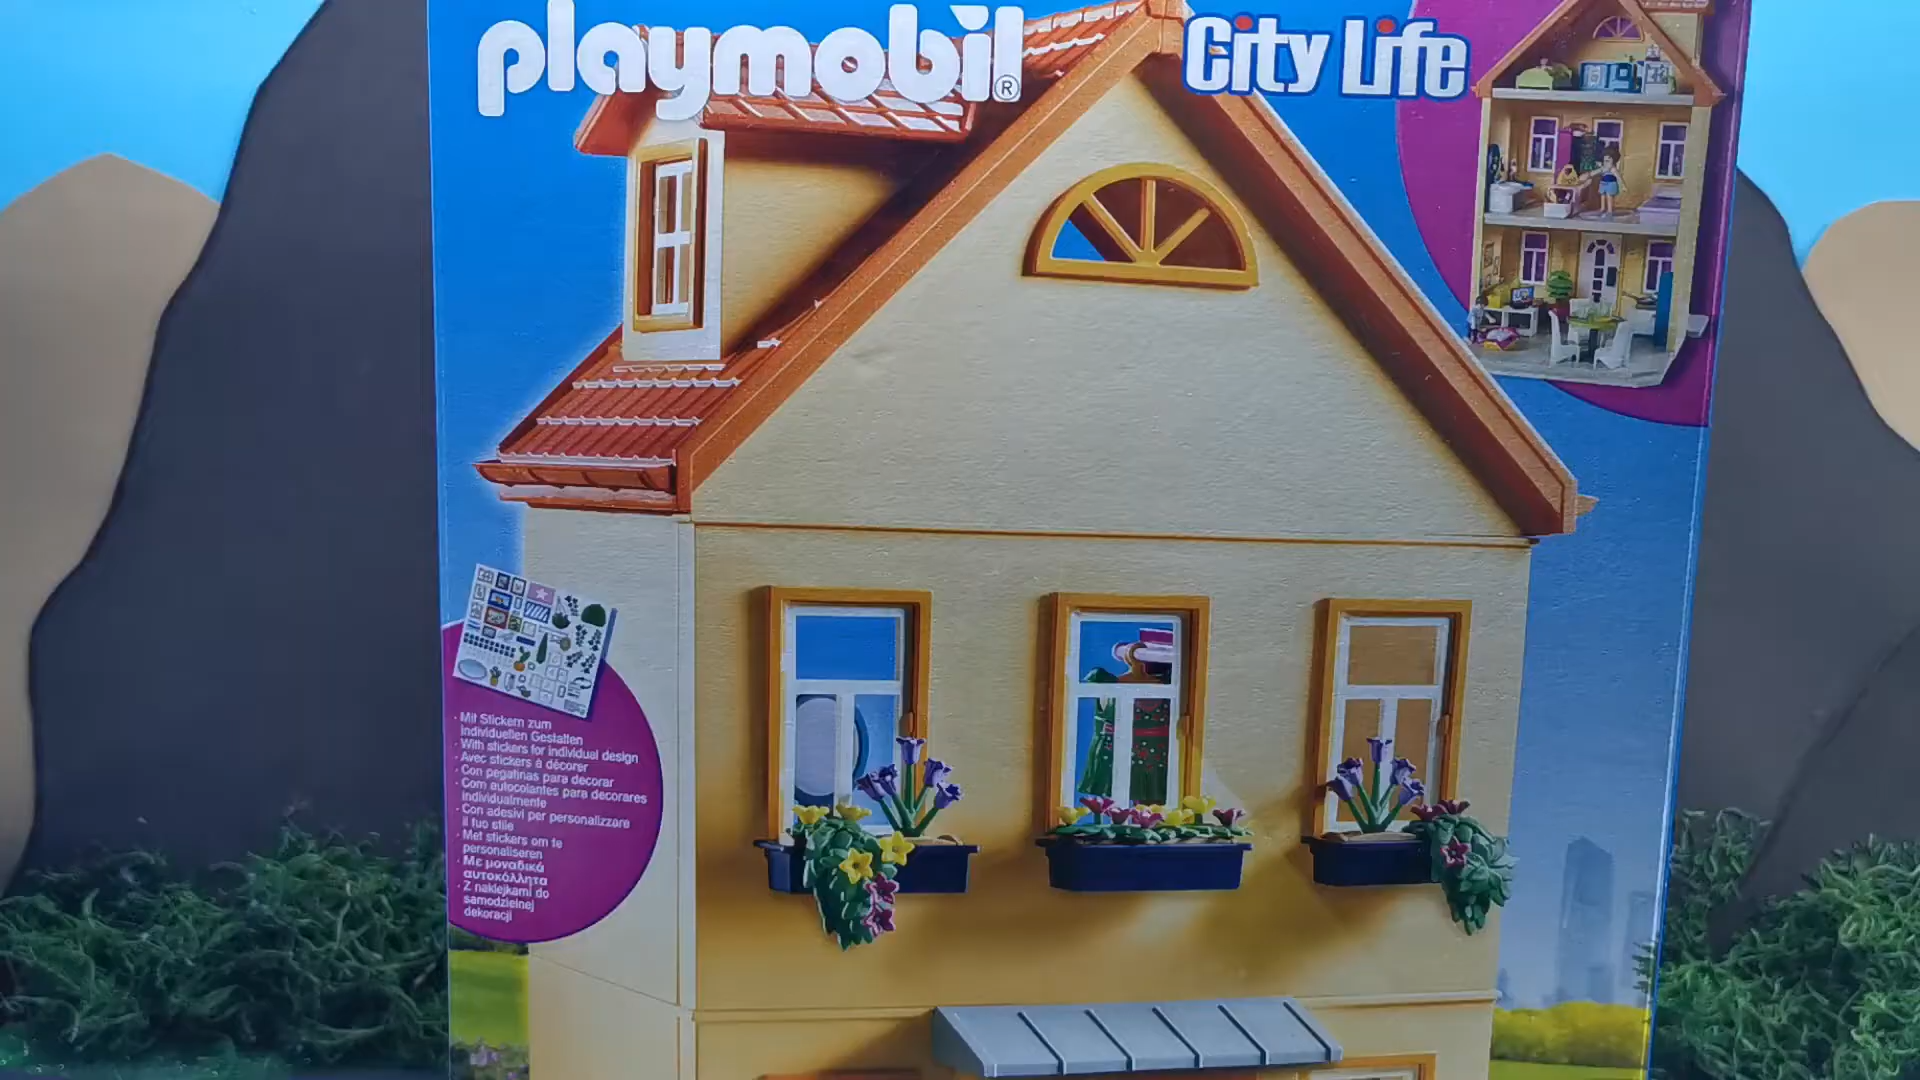 playmobil®
City Life
· Mit Stickern zum
individuellen Gestalten
· With stickers for individual design
· Avec stickers à décorer
· Con pegatinas para decorar
· Com autocolantes para decorares
individualmente
· Con adesivi per personalizzare
il tuo stile
· Met stickers om te
personaliseren
· Με μοναδικά
αυτοκόλλητα
· Z naklejkami do
samodzielnej
dekoracji